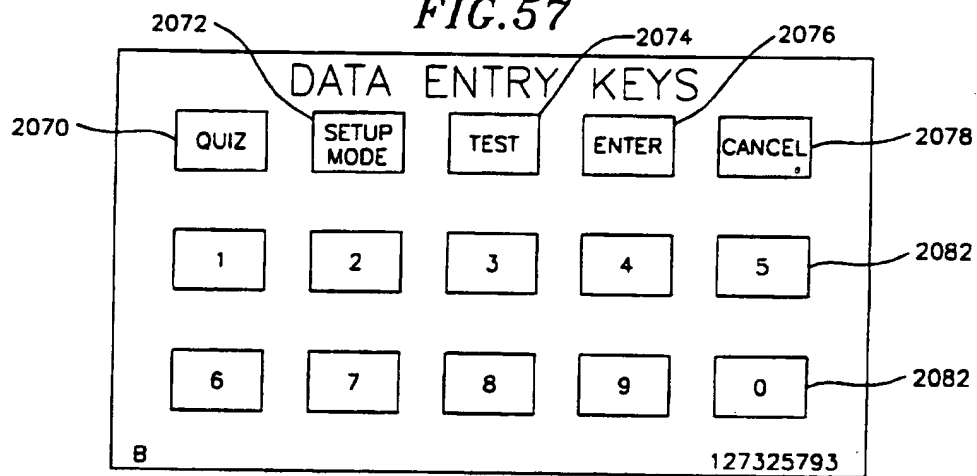 FIG.57
2072 2074 2076
DATA ENTRY KEYS
2070 QUIZ SETUP MODE TEST ENTER CANCEL 2078
1 2 3 4 5 2082
6 7 8 9 0 2082
8 127325793